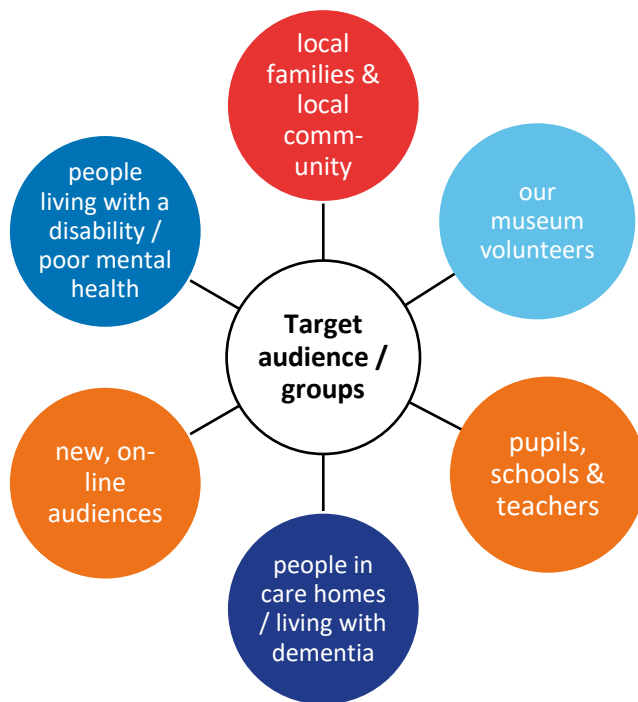 local
families &
local
comm-
unity
people
living with a
disability /
poor mental
health
our
museum
volunteers
Target
audience /
groups
new, on-
line
audiences
pupils,
schools &
teachers
people in
care homes
/ living with
dementia